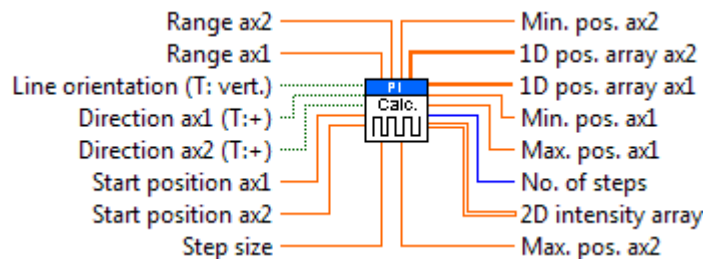 Range ax2
Range ax1
Line orientation (T: vert.)
Direction ax1 (T:+)
Direction ax2 (T:+)
Start position ax1
Start position ax2
Step size
PI
Calc.
Min. pos. ax2
1D pos. array ax2
1D pos. array ax1
Min. pos. ax1
Max. pos. ax1
No. of steps
2D intensity array
Max. pos. ax2